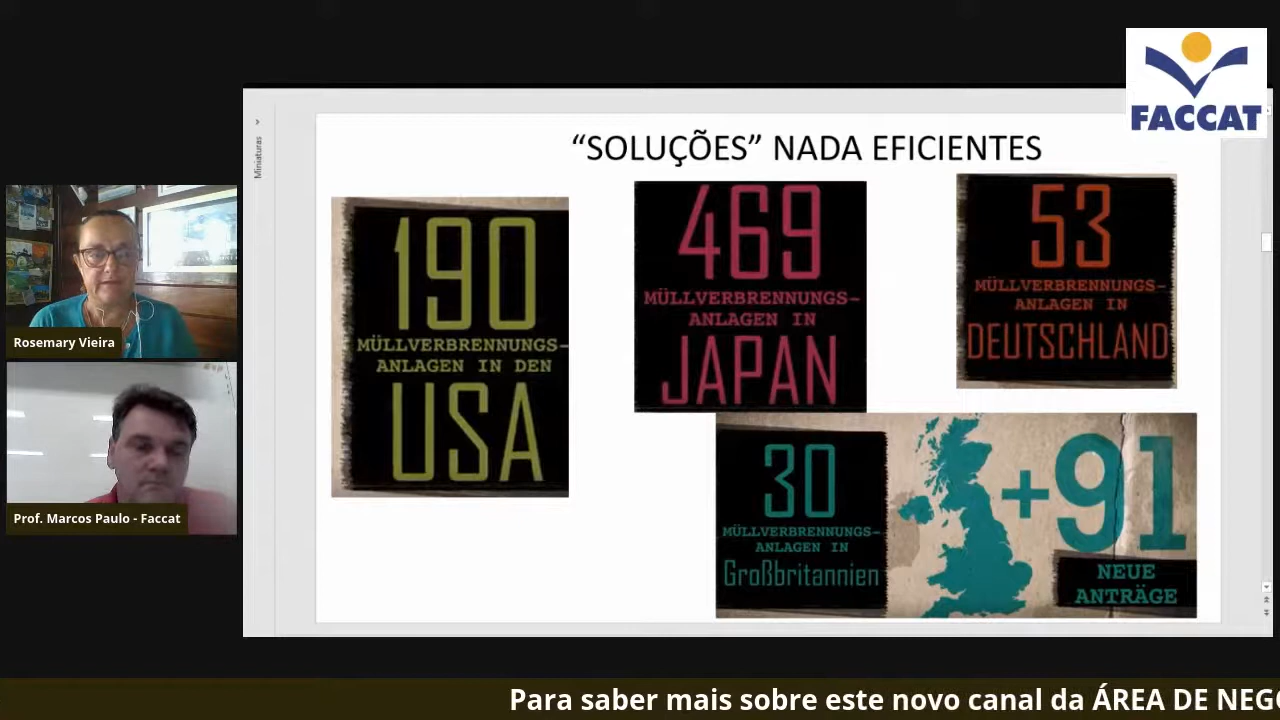 FACCAT
Miniaturas
“SOLUÇÕES” NADA EFICIENTES
190
MÜLLVERBRENNUNGS-
ANLAGEN IN DEN
USA
469
MÜLLVERBRENNUNGS-
ANLAGEN IN
JAPAN
53
MÜLLVERBRENNUNGS-
ANLAGEN IN
DEUTSCHLAND
30
MÜLLVERBRENNUNGS-
ANLAGEN IN
Großbritannien
+91
NEUE
ANTRÄGE
Rosemary Vieira
Prof. Marcos Paulo - Faccat
Para saber mais sobre este novo canal da ÁREA DE NEG